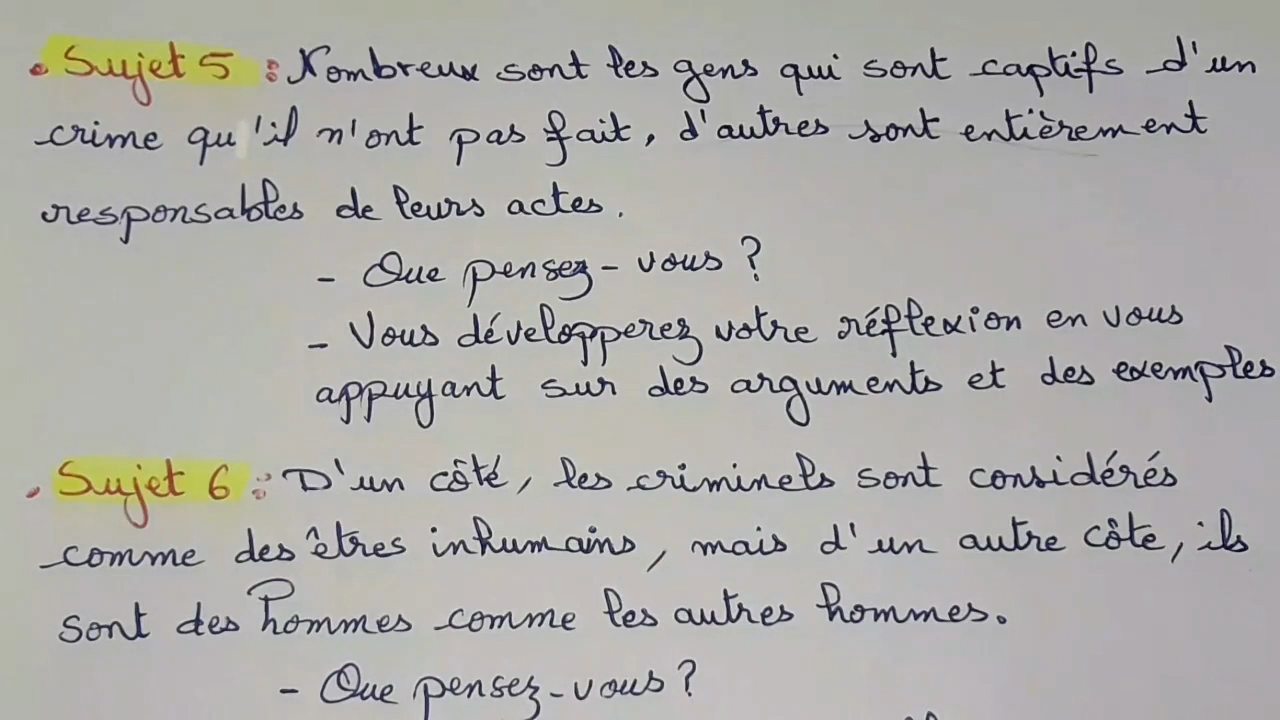 • Sujet 5 : Nombreux sont les gens qui sont captifs d'un
crime qu'il n'ont pas fait, d'autres sont entièrement
responsables de leurs actes.
- Que pensez-vous ?
- Vous développerez votre réflexion en vous
appuyant sur des arguments et des exemples
• Sujet 6 : D'un côté, les criminels sont considérés
comme des êtres inhumains, mais d'un autre côte, ils
sont des hommes comme les autres hommes.
- Que pensez-vous ?